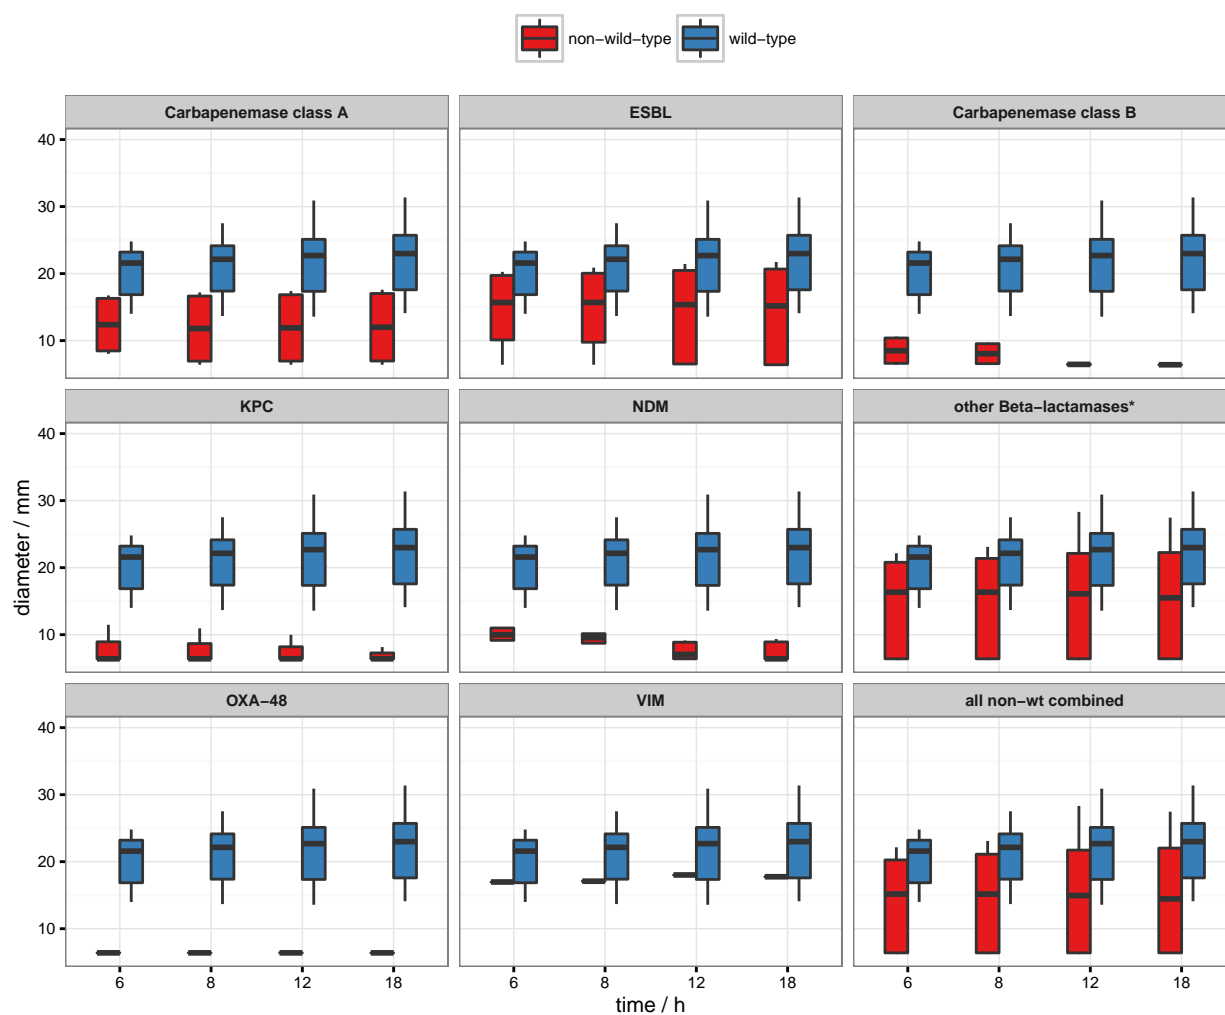 non-wild-type wild-type
Carbapenemase class A ESBL Carbapenemase class B
40
30
20
10
KPC NDM other Beta-lactamases*
40
30
20
10
OXA-48 VIM all non-wt combined
40
30
20
10
diameter / mm
6 8 12 18 6 8 12 18 6 8 12 18
time / h